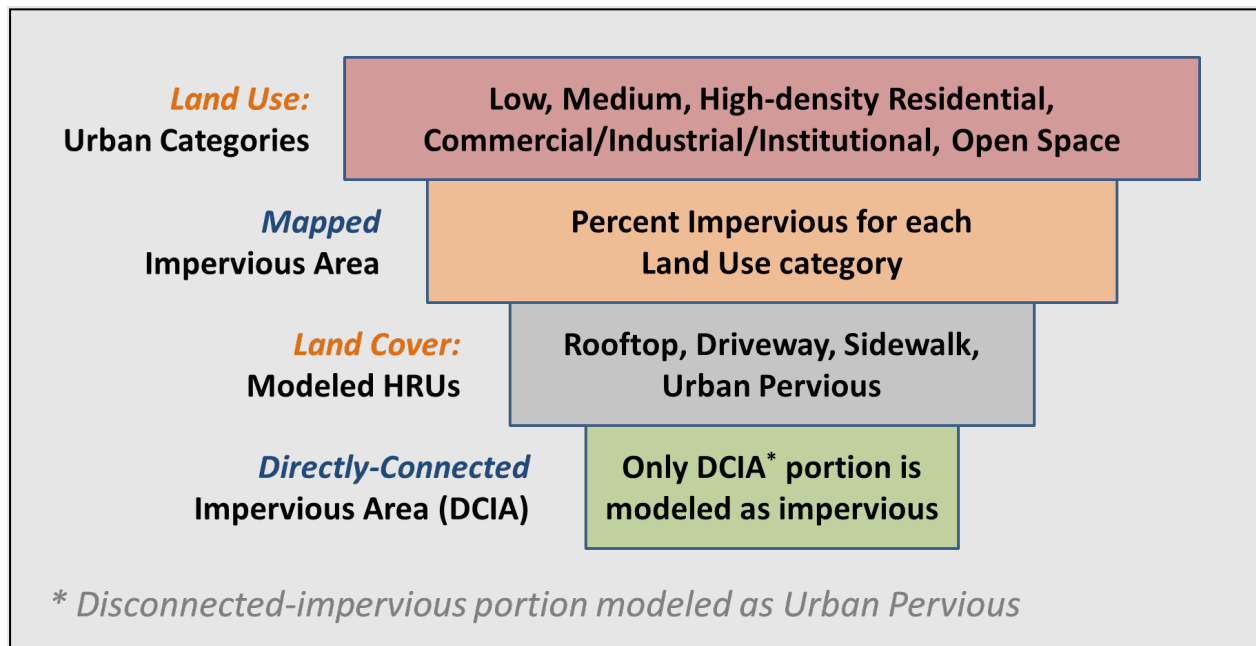 Land Use:
Urban Categories
Low, Medium, High-density Residential,
Commercial/Industrial/Institutional, Open Space
Mapped
Impervious Area
Percent Impervious for each
Land Use category
Land Cover:
Modeled HRUs
Rooftop, Driveway, Sidewalk,
Urban Pervious
Directly-Connected
Impervious Area (DCIA)
Only DCIA* portion is
modeled as impervious
* Disconnected-impervious portion modeled as Urban Pervious